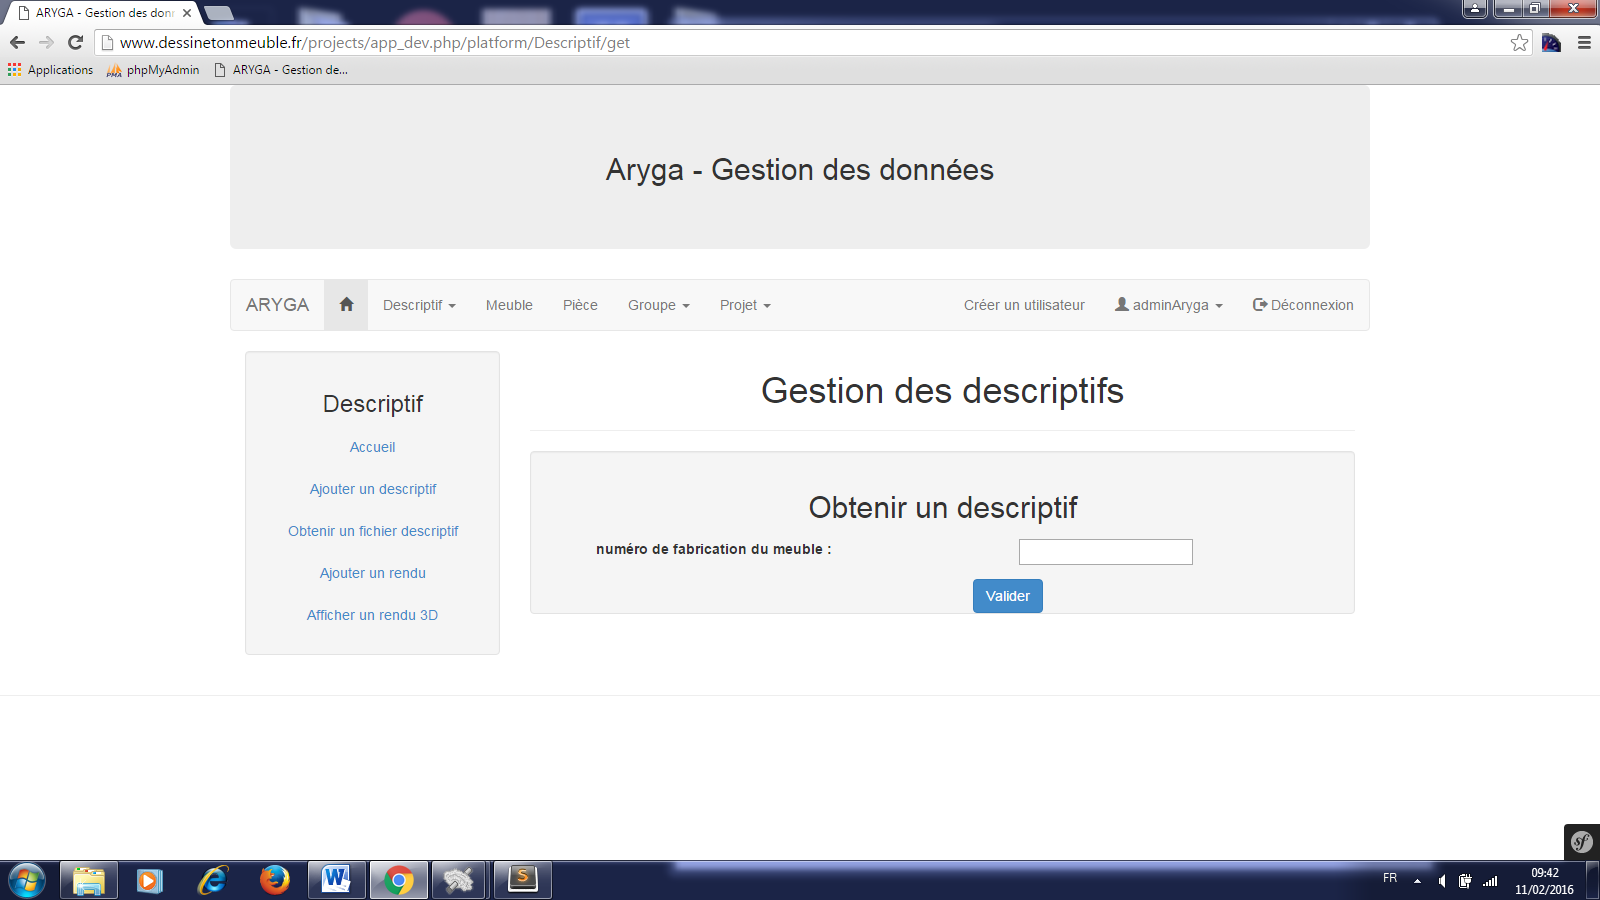 ARYGA - Gestion des don
www.dessinetonmeuble.fr/projects/app_dev.php/platform/Descriptif/get
Applications phpMyAdmin ARYGA - Gestion de...
Aryga - Gestion des données
ARYGA Descriptif Meuble Pièce Groupe Projet Créer un utilisateur adminAryga Déconnexion
Descriptif
Accueil
Ajouter un descriptif
Obtenir un fichier descriptif
Ajouter un rendu
Afficher un rendu 3D
Gestion des descriptifs
Obtenir un descriptif
numéro de fabrication du meuble :
Valider
sf
FR
09:42
11/02/2016